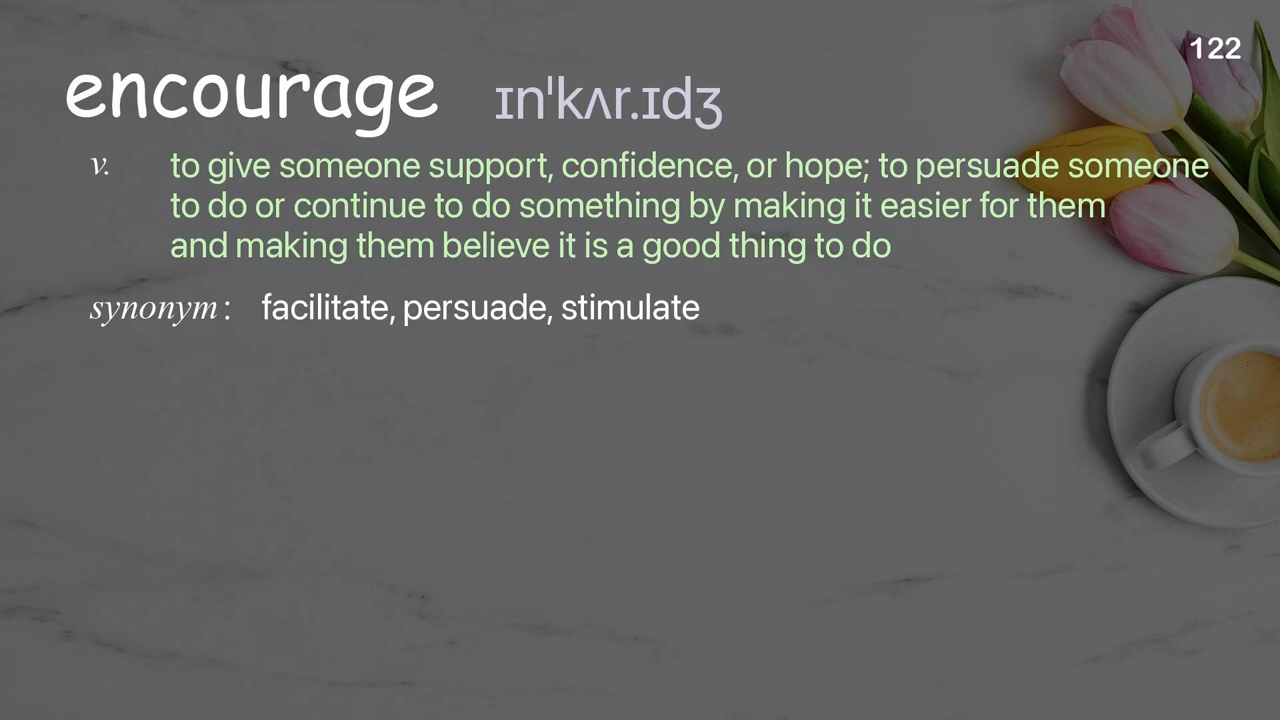 122
encourage ɪnˈkʌr.ɪdʒ
v. to give someone support, confidence, or hope; to persuade someone
to do or continue to do something by making it easier for them
and making them believe it is a good thing to do
synonym: facilitate, persuade, stimulate